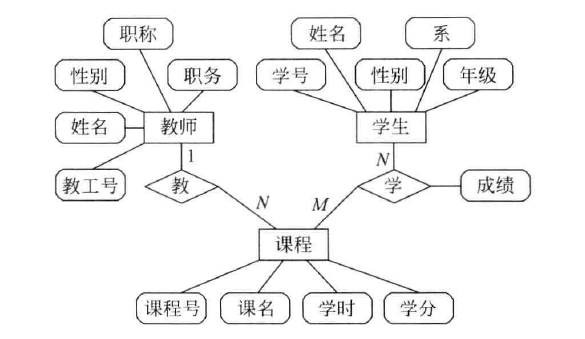 职称
姓名
系
性别
职务
学号
性别
年级
姓名
教师
学生
1
N
教工号
教
学
成绩
N
M
课程
课程号
课名
学时
学分